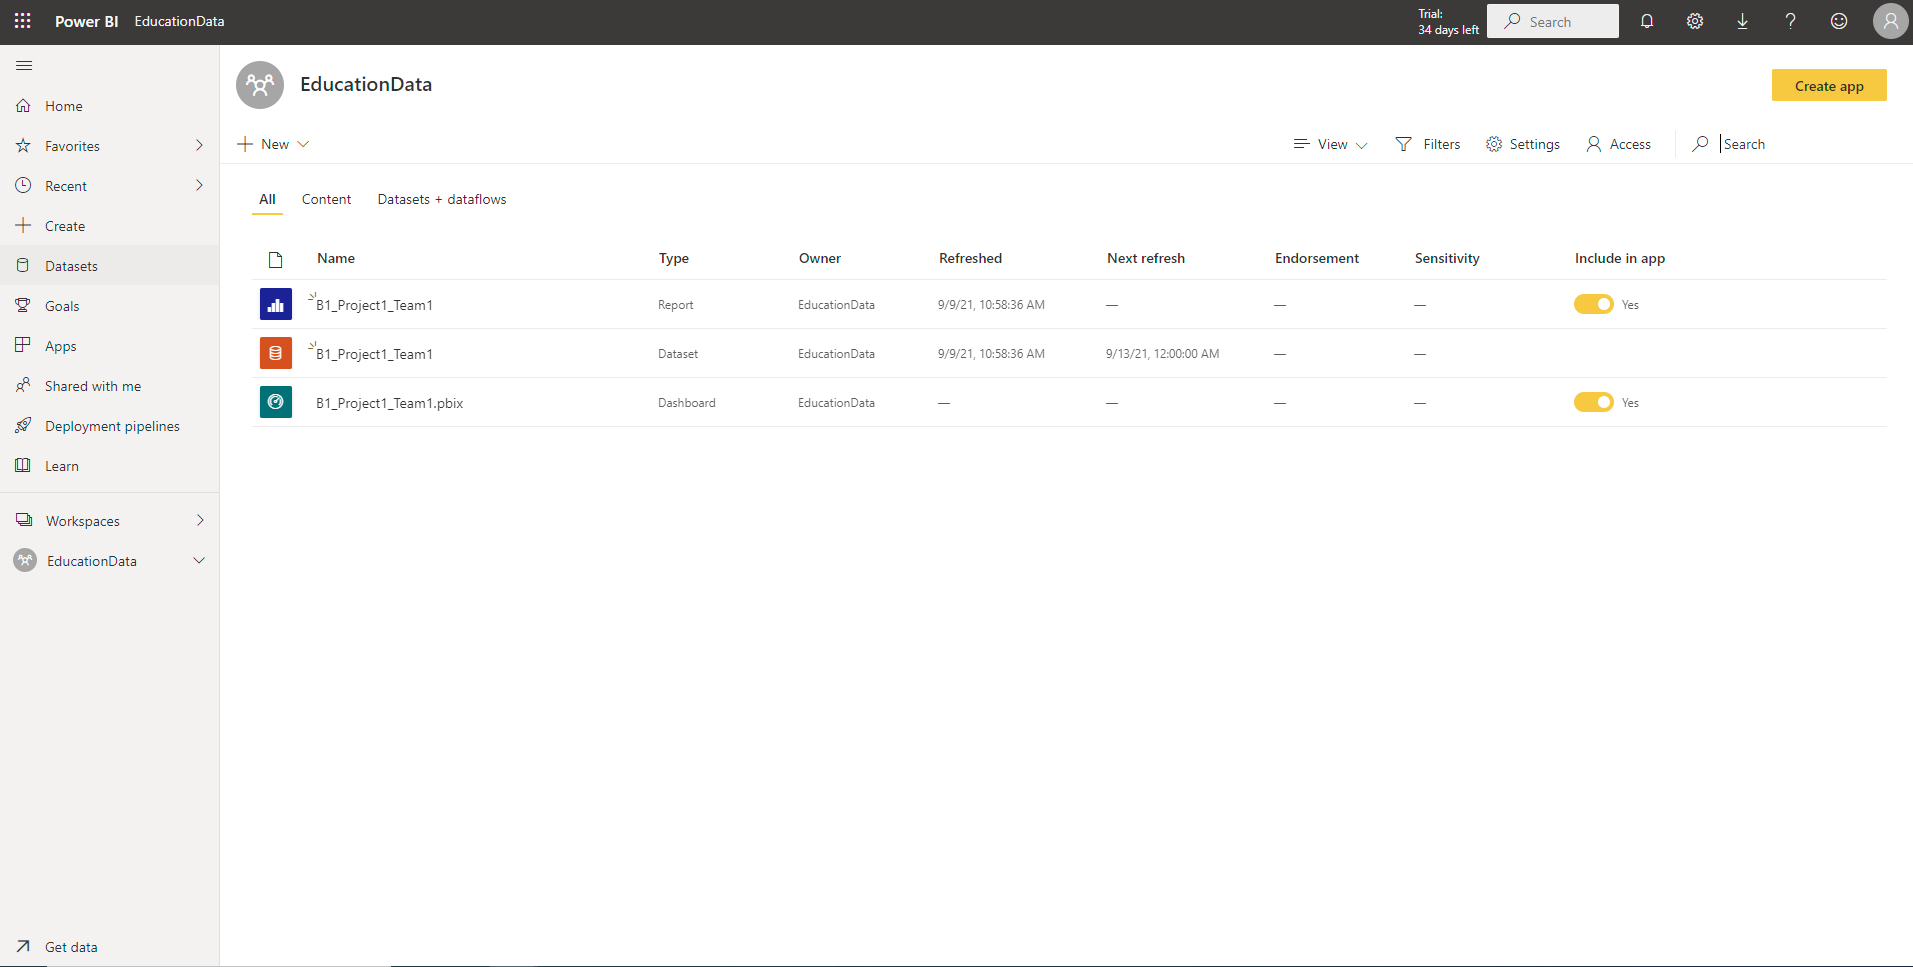 Power BI EducationData
Trial:
34 days left
Search
Home
Favorites
Recent
Create
Datasets
Goals
Apps
Shared with me
Deployment pipelines
Learn
Workspaces
EducationData
Get data
EducationData
Create app
New
View
Filters
Settings
Access
Search
All Content Datasets + dataflows
Name Type Owner Refreshed Next refresh Endorsement Sensitivity Include in app
B1_Project1_Team1 Report EducationData 9/9/21, 10:58:36 AM — — — Yes
B1_Project1_Team1 Dataset EducationData 9/9/21, 10:58:36 AM 9/13/21, 12:00:00 AM — —
B1_Project1_Team1.pbix Dashboard EducationData — — — — Yes